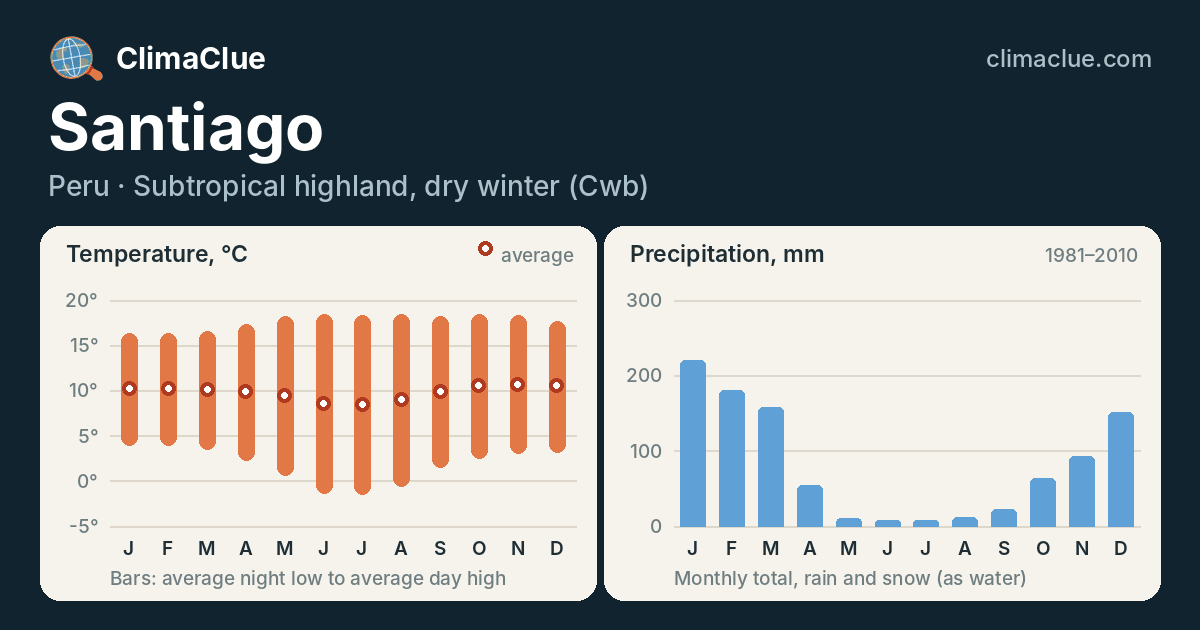 ClimaClue
climaclue.com
Santiago
Peru · Subtropical highland, dry winter (Cwb)
Temperature, °C
average
20°
15°
10°
5°
0°
-5°
J F M A M J J A S O N D
Bars: average night low to average day high
Precipitation, mm
1981–2010
300
200
100
0
J F M A M J J A S O N D
Monthly total, rain and snow (as water)